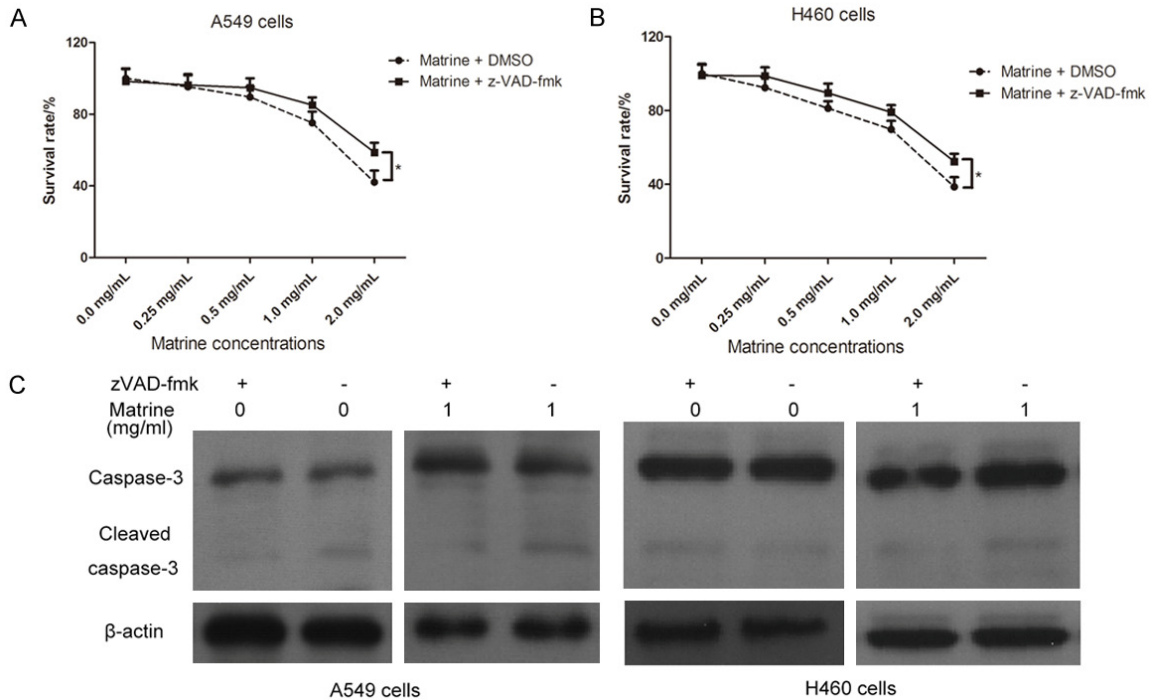 A
A549 cells
120
80
40
0
Survival rate/%
Matrine + DMSO
Matrine + z-VAD-fmk
*
0.0 mg/mL
0.25 mg/mL
0.5 mg/mL
1.0 mg/mL
2.0 mg/mL
Matrine concentrations
B
H460 cells
120
80
40
0
Survival rate/%
Matrine + DMSO
Matrine + z-VAD-fmk
*
0.0 mg/mL
0.25 mg/mL
0.5 mg/mL
1.0 mg/mL
2.0 mg/mL
Matrine concentrations
C
zVAD-fmk + - + - + - + -
Matrine 0 0 1 1 0 0 1 1
(mg/ml)
Caspase-3
Cleaved
caspase-3
β-actin
A549 cells
H460 cells